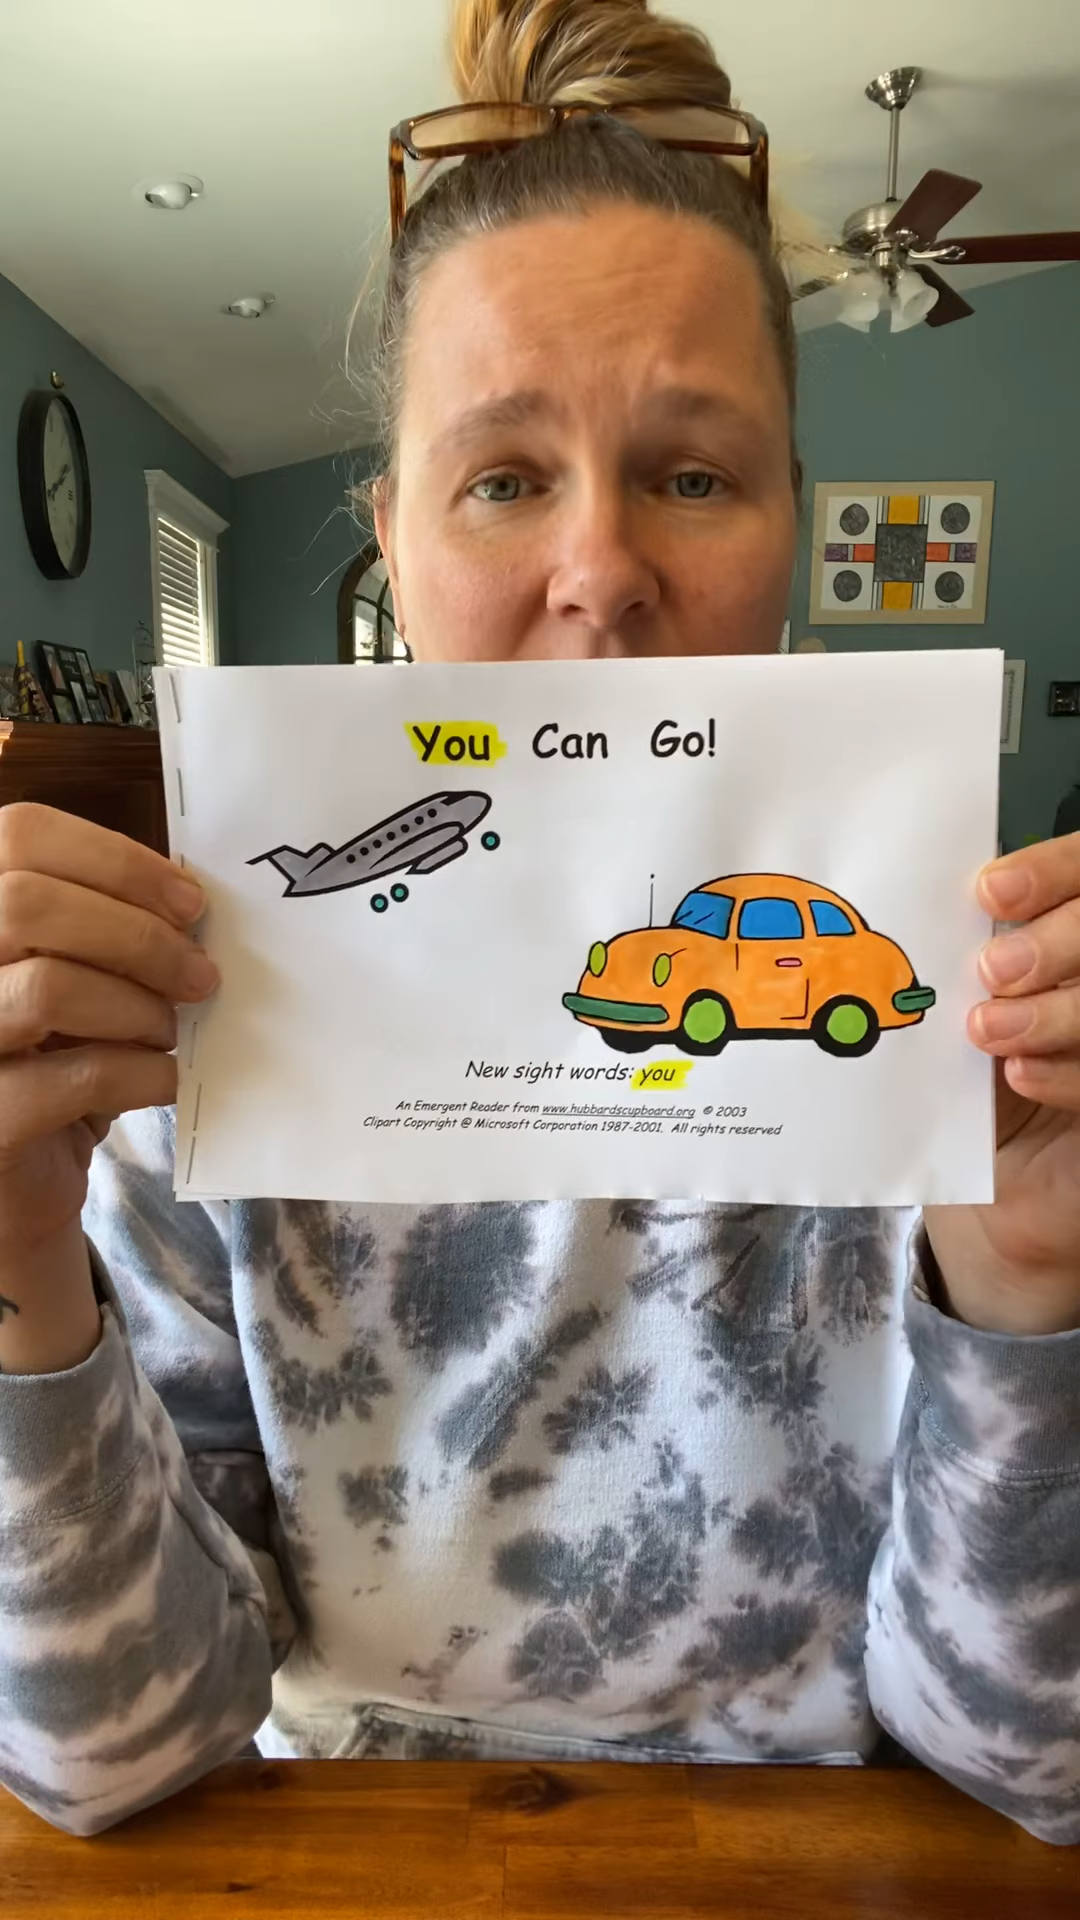 You Can Go!
New sight words: you
An Emergent Reader from www.hubbardscupboard.org © 2003
Clipart Copyright @ Microsoft Corporation 1987-2001. All rights reserved